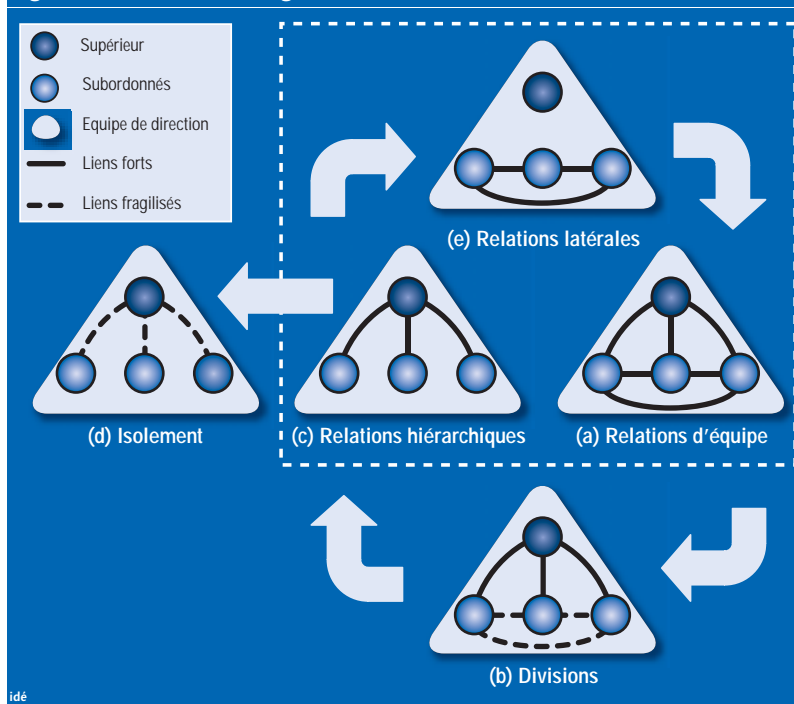 Supérieur
Subordonnés
Equipe de direction
Liens forts
Liens fragilisés
(e) Relations latérales
(d) Isolement
(c) Relations hiérarchiques
(a) Relations d'équipe
(b) Divisions
idé